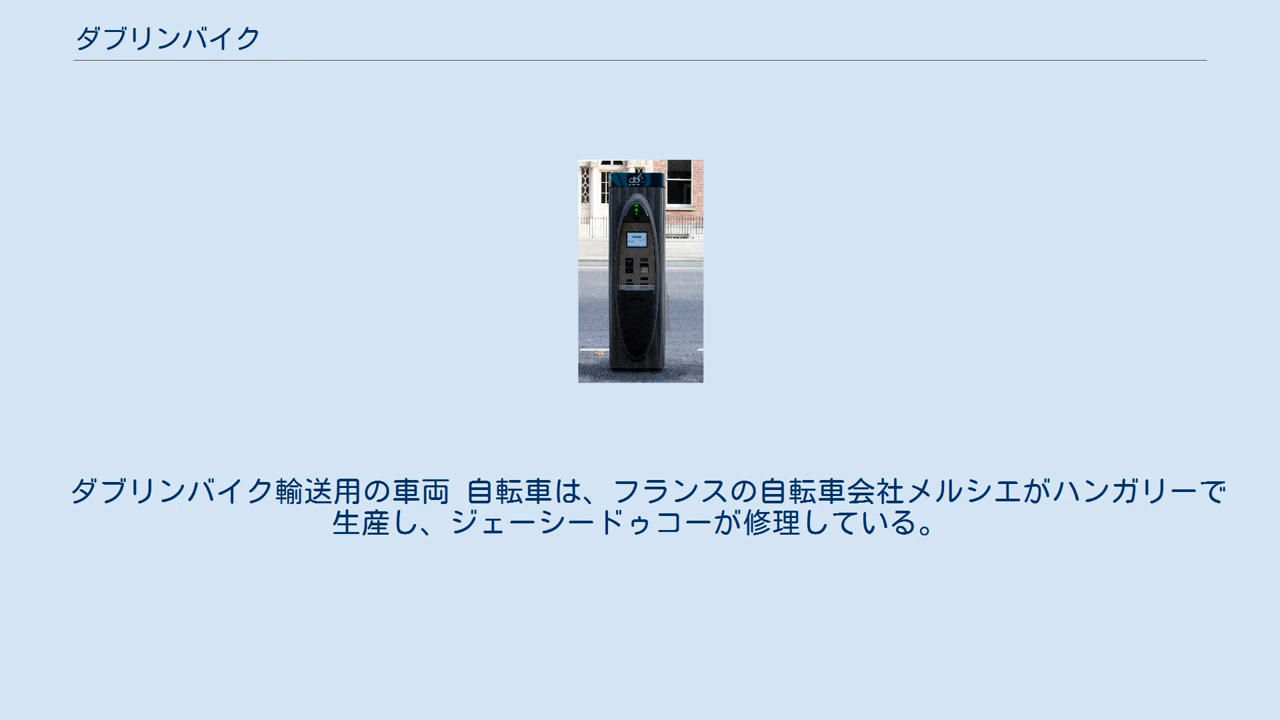 ダブリンバイク
ダブリンバイク輸送用の車両 自転車は、フランスの自転車会社メルシエがハンガリーで
生産し、ジェーシードゥコーが修理している。